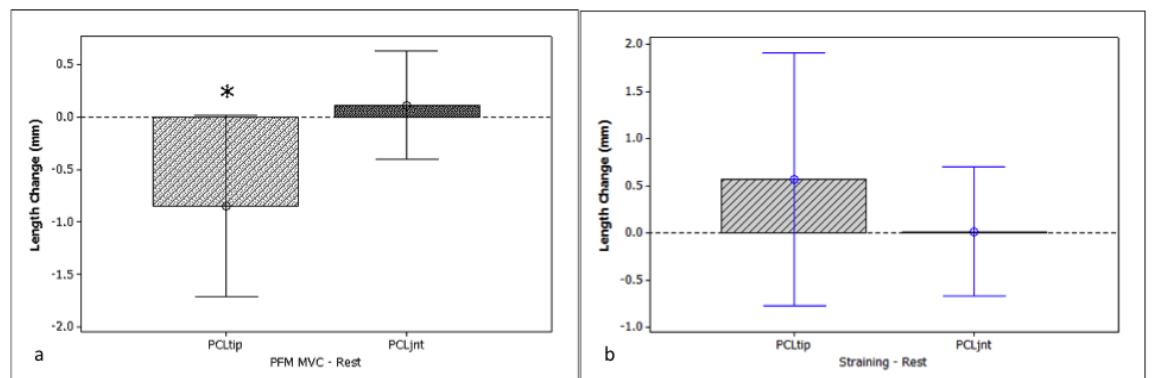 Length Change (mm)
0.5
0.0
-0.5
-1.0
-1.5
-2.0
*
PCLtip PCLjnt
PFM MVC - Rest
a
Length Change (mm)
2.0
1.5
1.0
0.5
0.0
-0.5
-1.0
PCLtip PCLjnt
Straining - Rest
b